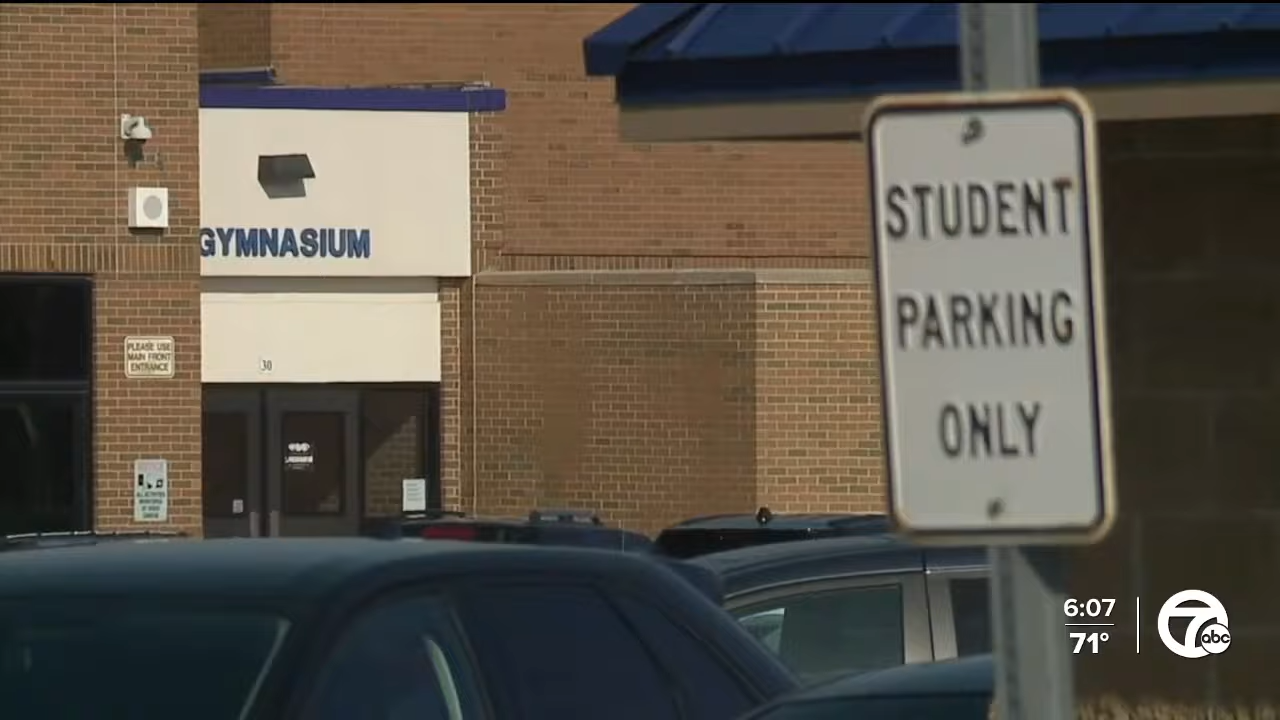 GYMNASIUM
STUDENT
PARKING
ONLY
30
PLEASE USE
MAIN FRONT
ENTRANCE
6:07
71°
7
abc